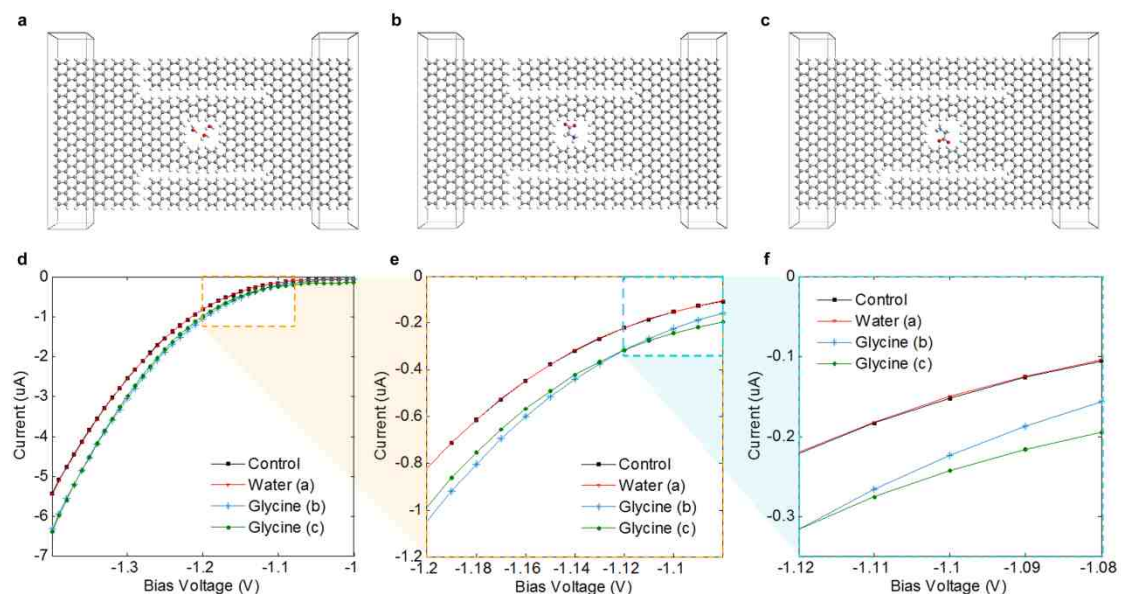 a
b
c
d
0
-1
-2
-3
-4
-5
-6
-7
Current (uA)
Control
Water (a)
Glycine (b)
Glycine (c)
-1.3
-1.2
-1.1
-1
Bias Voltage (V)
e
0
-0.2
-0.4
-0.6
-0.8
-1
-1.2
Current (uA)
Control
Water (a)
Glycine (b)
Glycine (c)
-1.2
-1.18
-1.16
-1.14
-1.12
-1.1
Bias Voltage (V)
f
0
-0.1
-0.2
-0.3
Current (uA)
Control
Water (a)
Glycine (b)
Glycine (c)
-1.12
-1.11
-1.1
-1.09
-1.08
Bias Voltage (V)